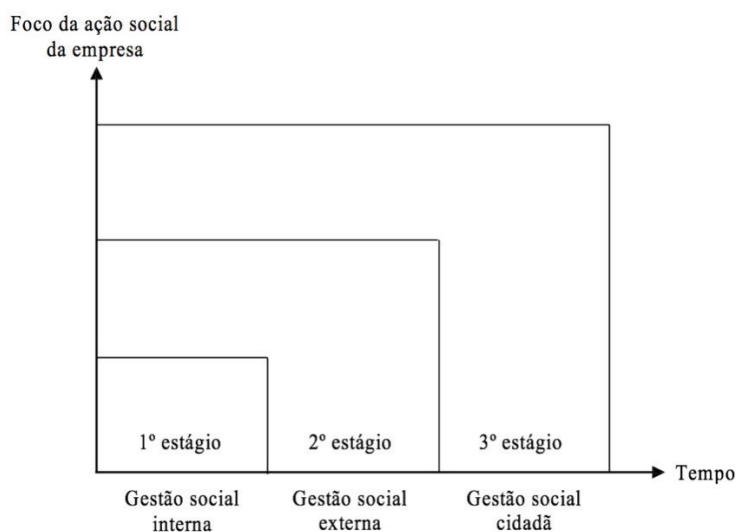 Foco da ação social
da empresa
1º estágio
2º estágio
3º estágio
Tempo
Gestão social
interna
Gestão social
externa
Gestão social
cidadã